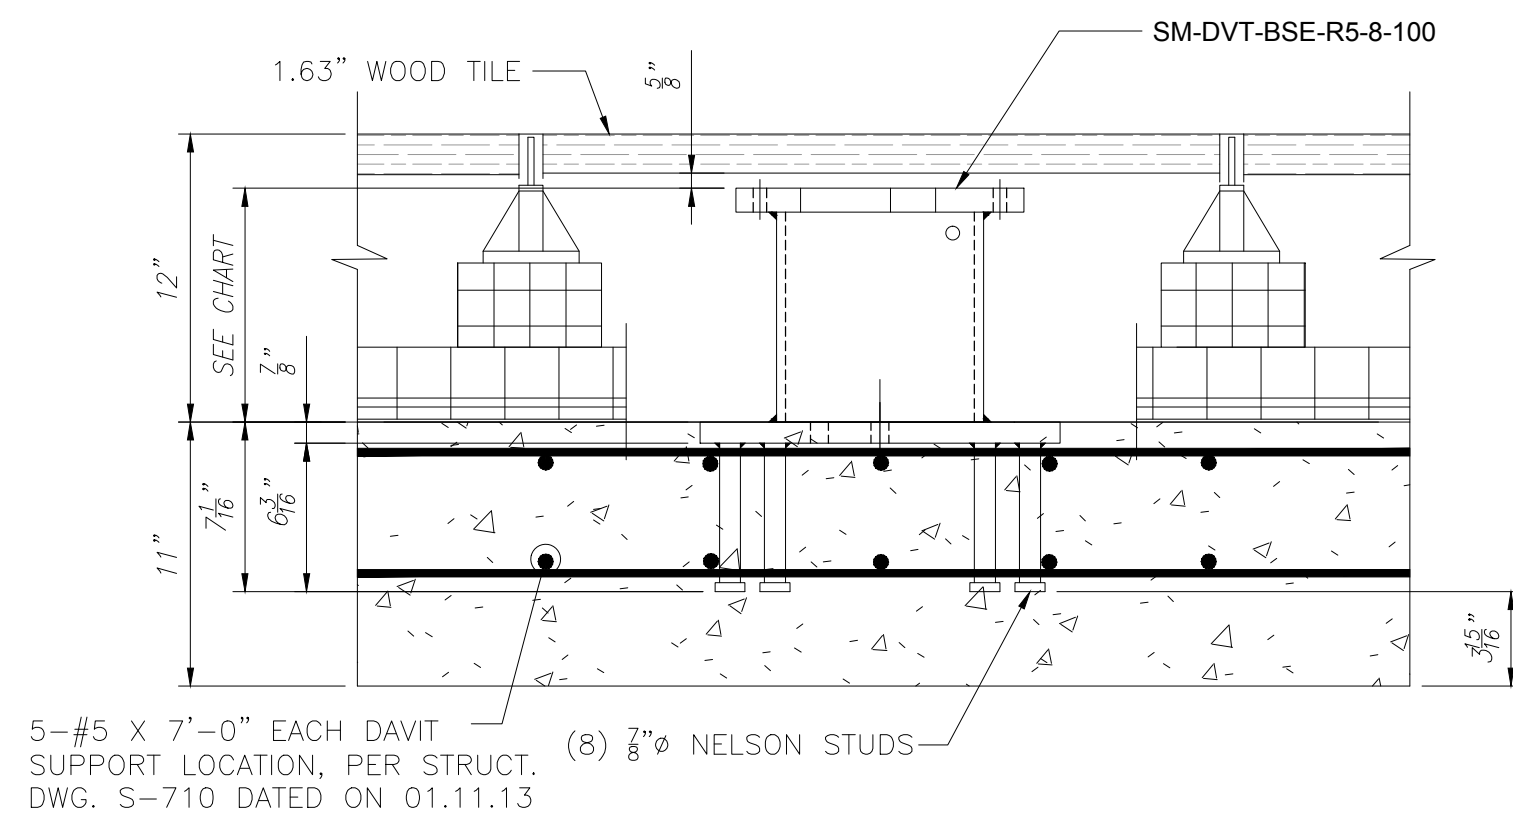 SM-DVT-BSE-R5-8-100
1.63" WOOD TILE
5/8"
12"
SEE CHART
7/8"
7 1/16"
6 3/16"
11"
3 15/16"
5-#5 X 7'-0" EACH DAVIT
SUPPORT LOCATION, PER STRUCT.
DWG. S-710 DATED ON 01.11.13
(8) 7/8"ø NELSON STUDS